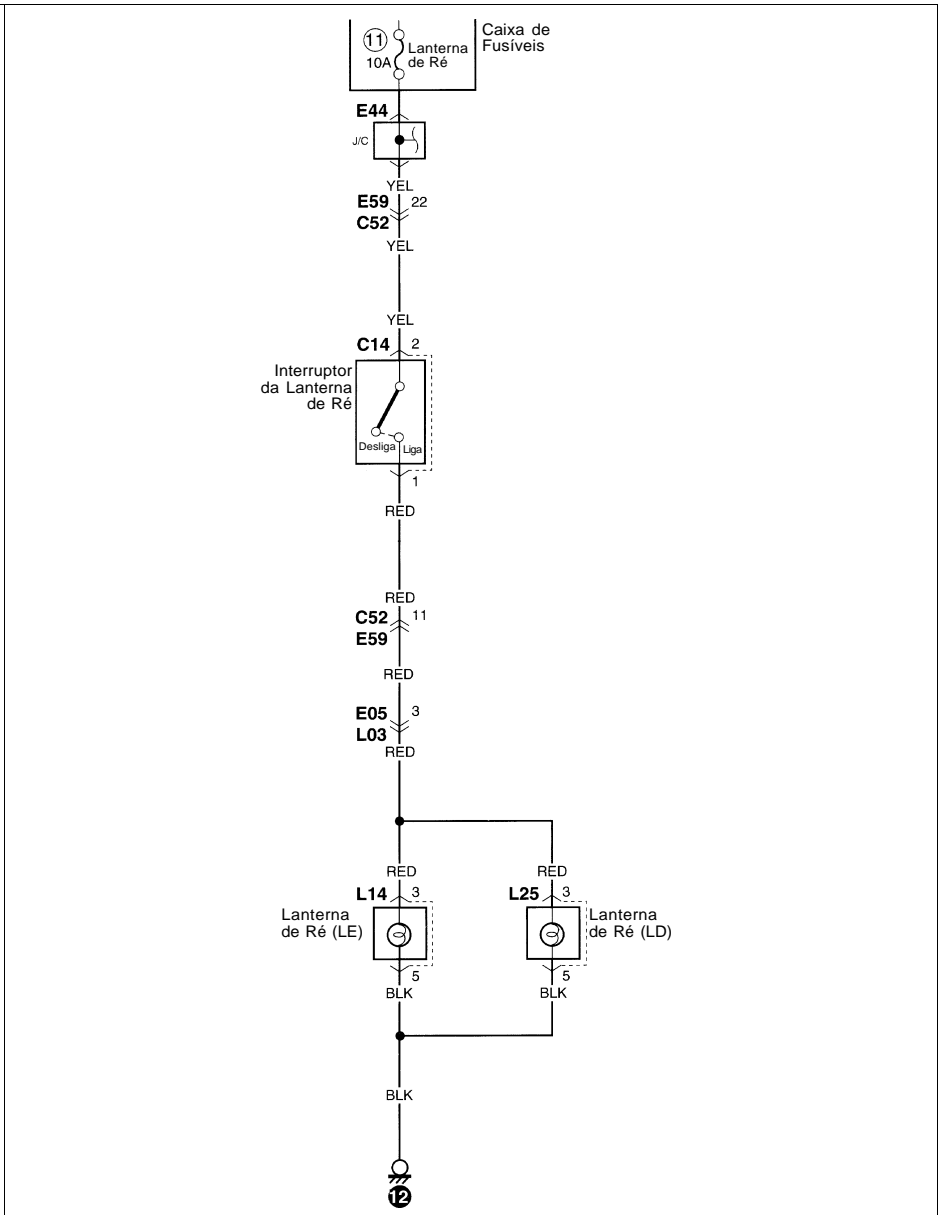 Caixa de
Fusíveis
11
10A
Lanterna
de Ré
E44
J/C
YEL
E59 22
C52
YEL
YEL
C14 2
Interruptor
da Lanterna
de Ré
Desliga Liga
1
RED
RED
C52 11
E59
RED
E05 3
L03
RED
RED RED
L14 3 L25 3
Lanterna
de Ré (LE)
Lanterna
de Ré (LD)
5 5
BLK BLK
BLK
12